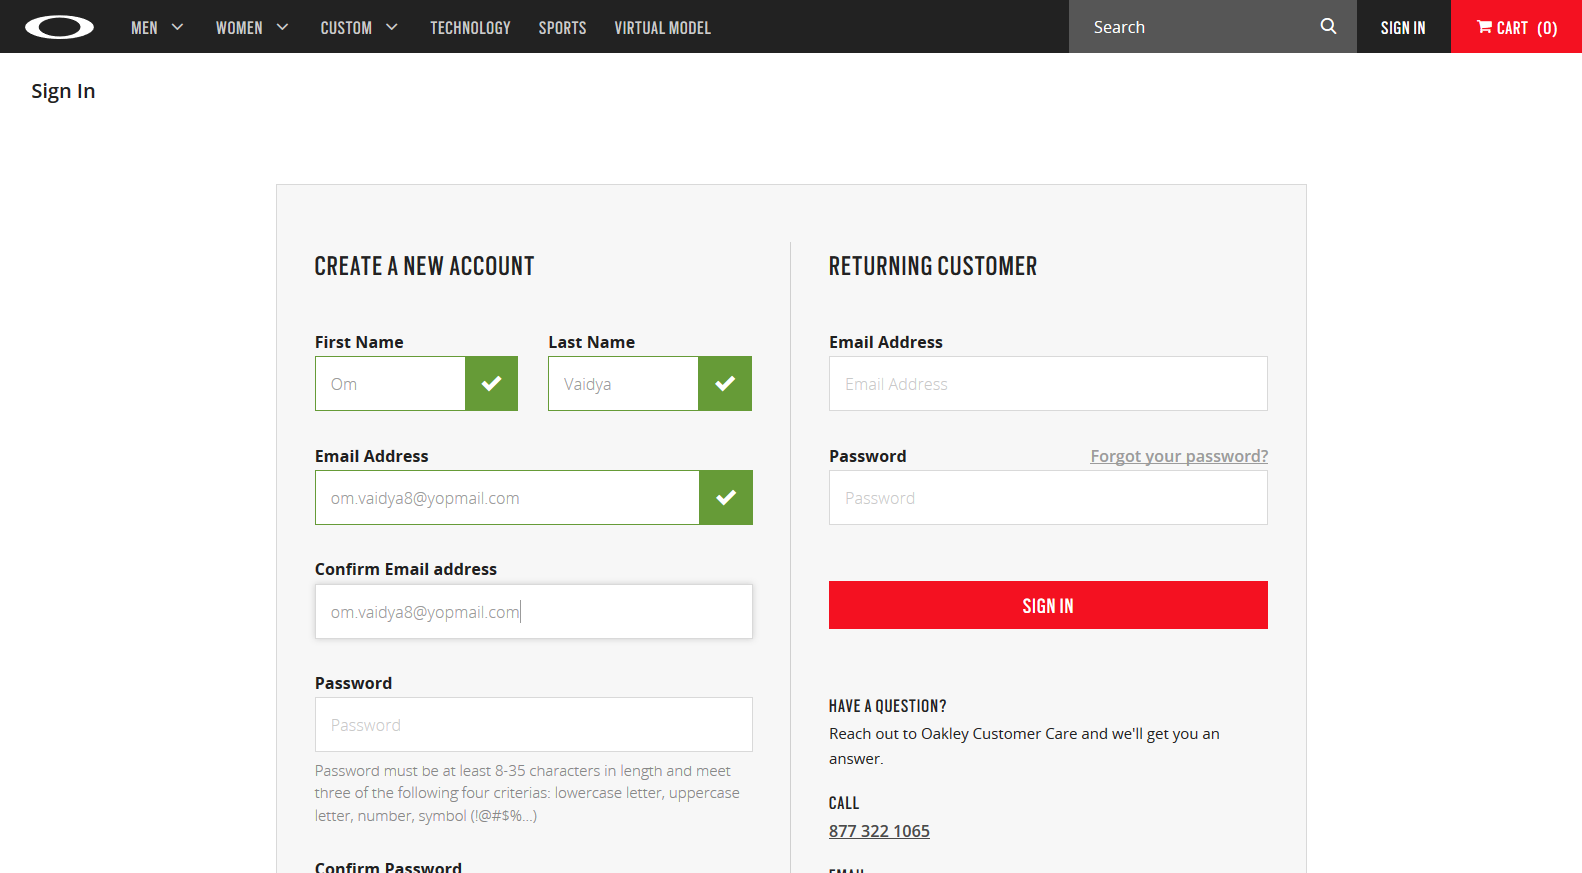 MEN
WOMEN
CUSTOM
TECHNOLOGY
SPORTS
VIRTUAL MODEL
Search
SIGN IN
CART (0)
Sign In
CREATE A NEW ACCOUNT
First Name
Last Name
Om
Vaidya
Email Address
om.vaidya8@yopmail.com
Confirm Email address
om.vaidya8@yopmail.com
Password
Password
Password must be at least 8-35 characters in length and meet
three of the following four criterias: lowercase letter, uppercase
letter, number, symbol (!@#$%...)
Confirm Password
RETURNING CUSTOMER
Email Address
Email Address
Password
Forgot your password?
Password
SIGN IN
HAVE A QUESTION?
Reach out to Oakley Customer Care and we'll get you an
answer.
CALL
877 322 1065
EMAIL